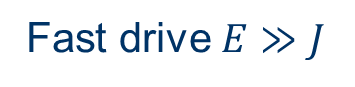 Fast drive 𝐸 ≫ 𝐽